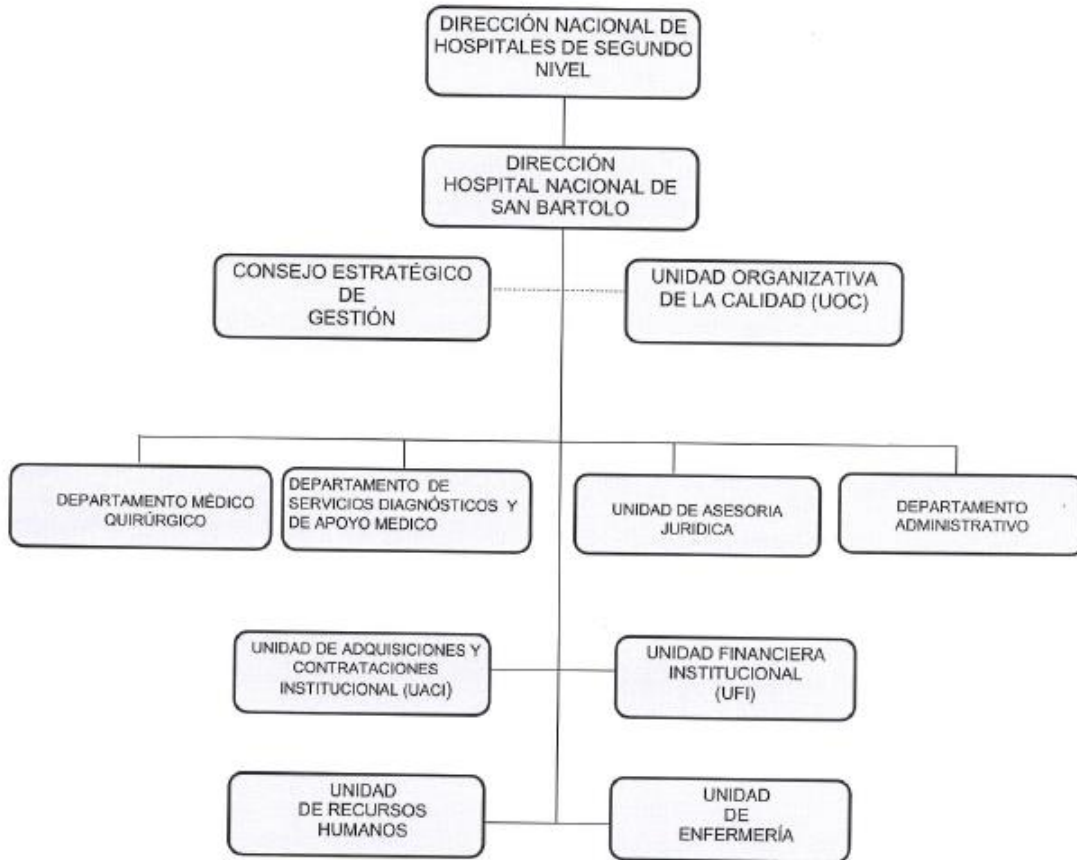 DIRECCIÓN NACIONAL DE
HOSPITALES DE SEGUNDO
NIVEL
DIRECCIÓN
HOSPITAL NACIONAL DE
SAN BARTOLO
CONSEJO ESTRATÉGICO
DE
GESTIÓN
UNIDAD ORGANIZATIVA
DE LA CALIDAD (UOC)
DEPARTAMENTO MÉDICO
QUIRÚRGICO
DEPARTAMENTO DE
SERVICIOS DIAGNÓSTICOS Y
DE APOYO MEDICO
UNIDAD DE ASESORIA
JURIDICA
DEPARTAMENTO
ADMINISTRATIVO
UNIDAD DE ADQUISICIONES Y
CONTRATACIONES
INSTITUCIONAL (UACI)
UNIDAD FINANCIERA
INSTITUCIONAL
(UFI)
UNIDAD
DE RECURSOS
HUMANOS
UNIDAD
DE
ENFERMERÍA